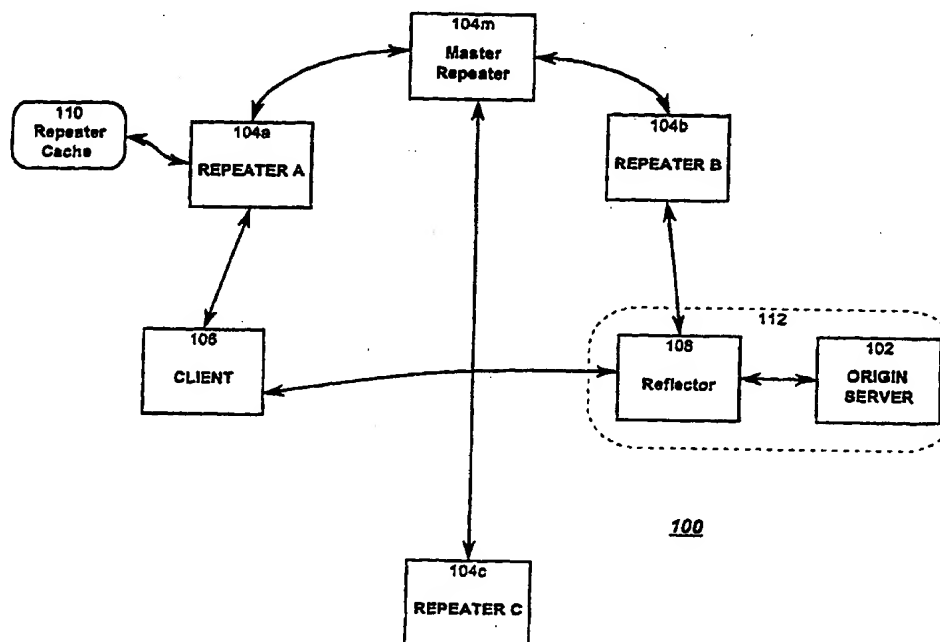 104m
Master
Repeater
110
Repeater
Cache
104a
REPEATER A
104b
REPEATER B
106
CLIENT
112
108
Reflector
102
ORIGIN
SERVER
100
104c
REPEATER C